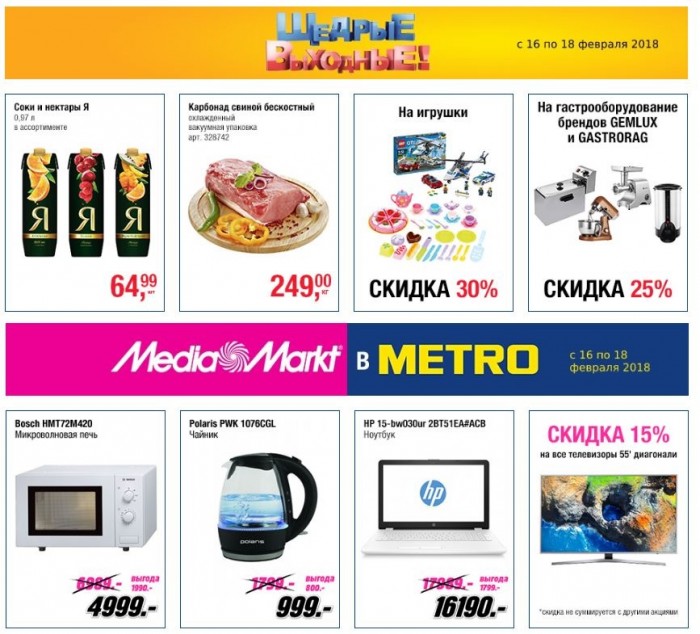 ЩЕДРЫЕ
ВЫХОДНЫЕ!
с 16 по 18 февраля 2018
Соки и нектары Я
0,97 л
в ассортименте
Я Я Я
64,99
шт
Карбонад свиной бескостный
охлажденный
вакуумная упаковка
арт. 328742
249,00
кг
На игрушки
СКИДКА 30%
На гастрооборудование
брендов GEMLUX
и GASTRORAG
СКИДКА 25%
Media Markt В METRO
с 16 по 18
февраля 2018
Bosch HMT72M420
Микроволновая печь
6989.-
выгода
1990.-
4999.-
Polaris PWK 1076CGL
Чайник
POLARIS
1799.-
выгода
800.-
999.-
HP 15-bw030ur 2BT51EA#ACB
Ноутбук
hp
17989.-
выгода
1799.-
16190.-
СКИДКА 15%
на все телевизоры 55' диагонали
*скидка не суммируется с другими акциями